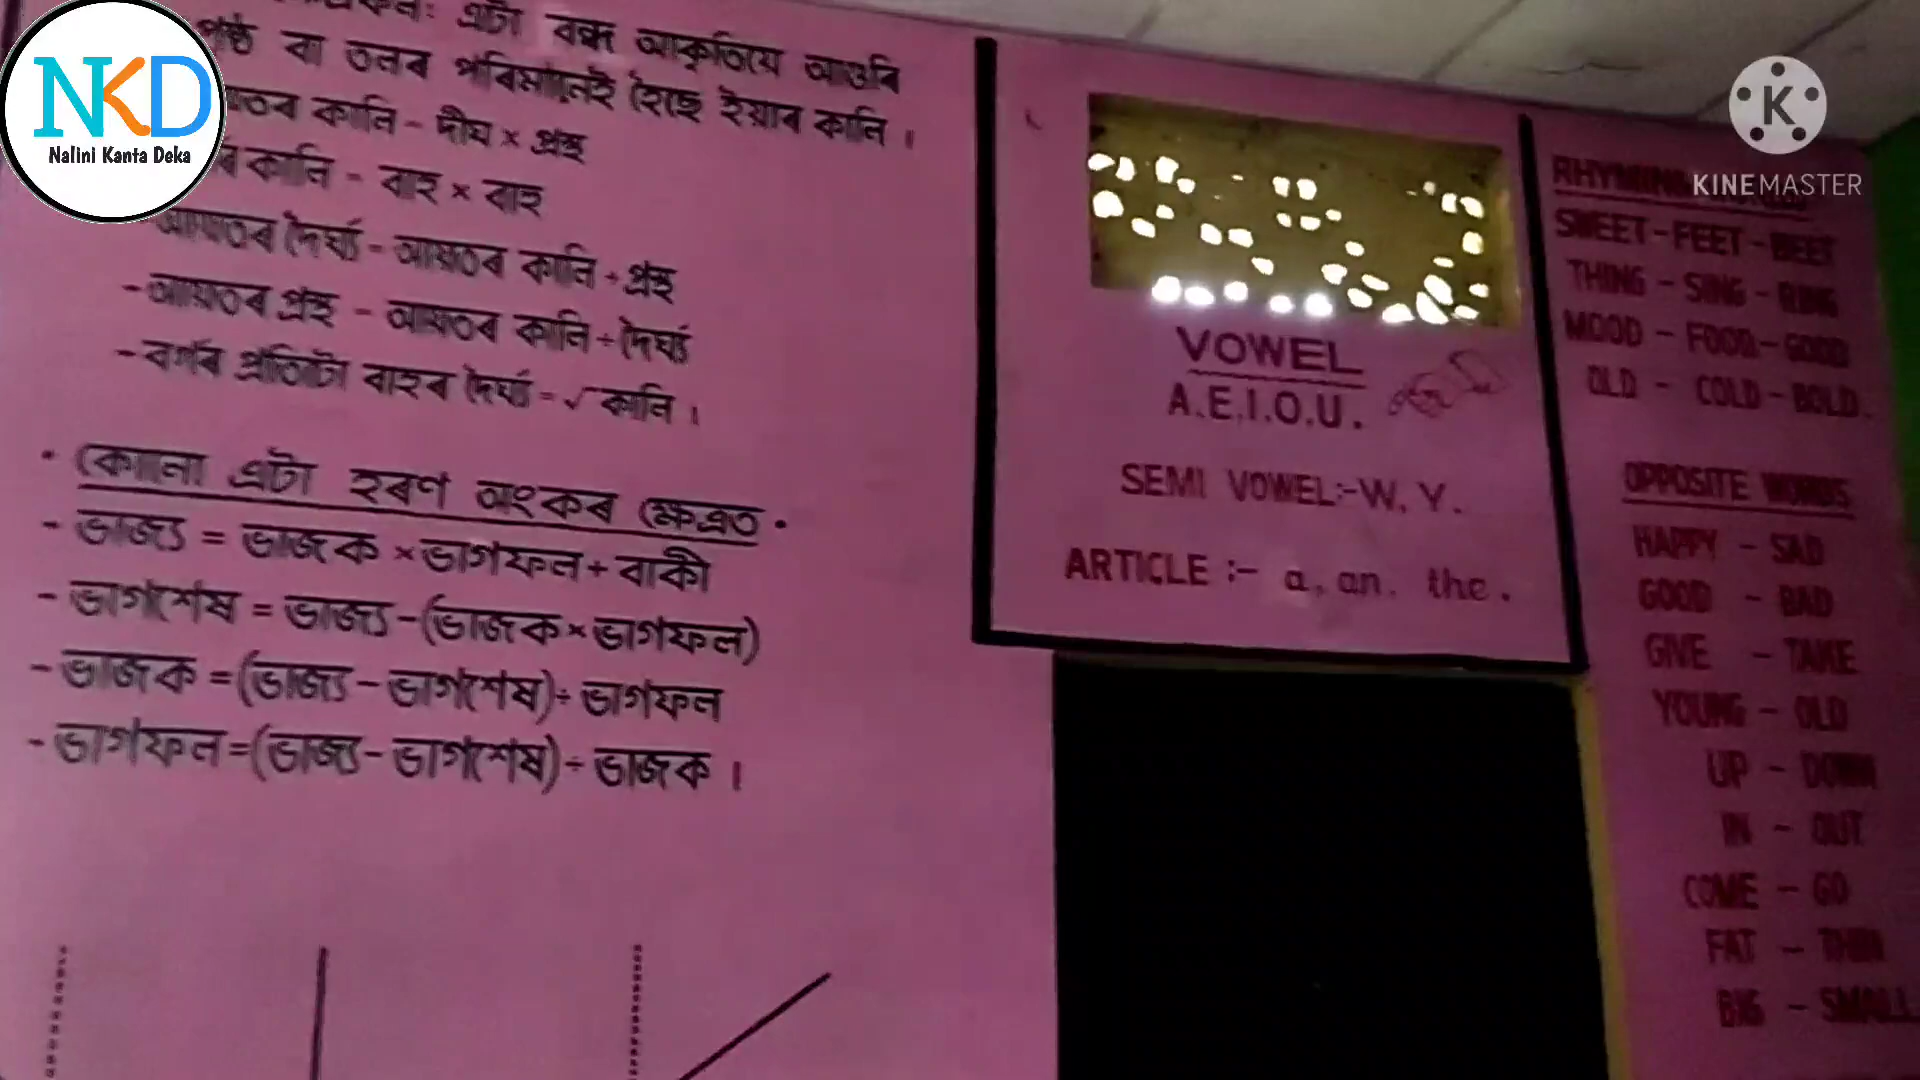 এটা বন্ধ আকৃতিয়ে আগুৰি
পৃষ্ঠ বা তলৰ পৰিমাণেই হৈছে ইয়াৰ কালি ।
কালি - দীঘ × প্ৰস্থ
কালি - বাহু × বাহু
আয়তৰ দৈৰ্ঘ্য - আয়তৰ কালি ÷ প্ৰস্থ
- আয়তৰ প্ৰস্থ - আয়তৰ কালি ÷ দৈৰ্ঘ্য
- বৰ্গৰ প্ৰতিটো বাহুৰ দৈৰ্ঘ্য = √ কালি ।
• কোনো এটা হৰণ অংকৰ ক্ষেত্ৰত •
- ভাজ্য = ভাজক × ভাগফল + বাকী
- ভাগশেষ = ভাজ্য - (ভাজক × ভাগফল)
- ভাজক = (ভাজ্য - ভাগশেষ) ÷ ভাগফল
- ভাগফল = (ভাজ্য - ভাগশেষ) ÷ ভাজক ।
NKD
Nalini Kanta Deka
VOWEL
A.E.I.O.U.
SEMI VOWEL:- W, Y.
ARTICLE :- a, an. the.
K
KINEMASTER
SWEET - FEET - BEET
THING - SING - RING
MOOD - FOOD - GOOD
OLD - COLD - BOLD.
OPPOSITE WORDS
HAPPY - SAD
GOOD - BAD
GIVE - TAKE
YOUNG - OLD
UP - DOWN
IN - OUT
COME - GO
FAT - THIN
BIG - SMALL